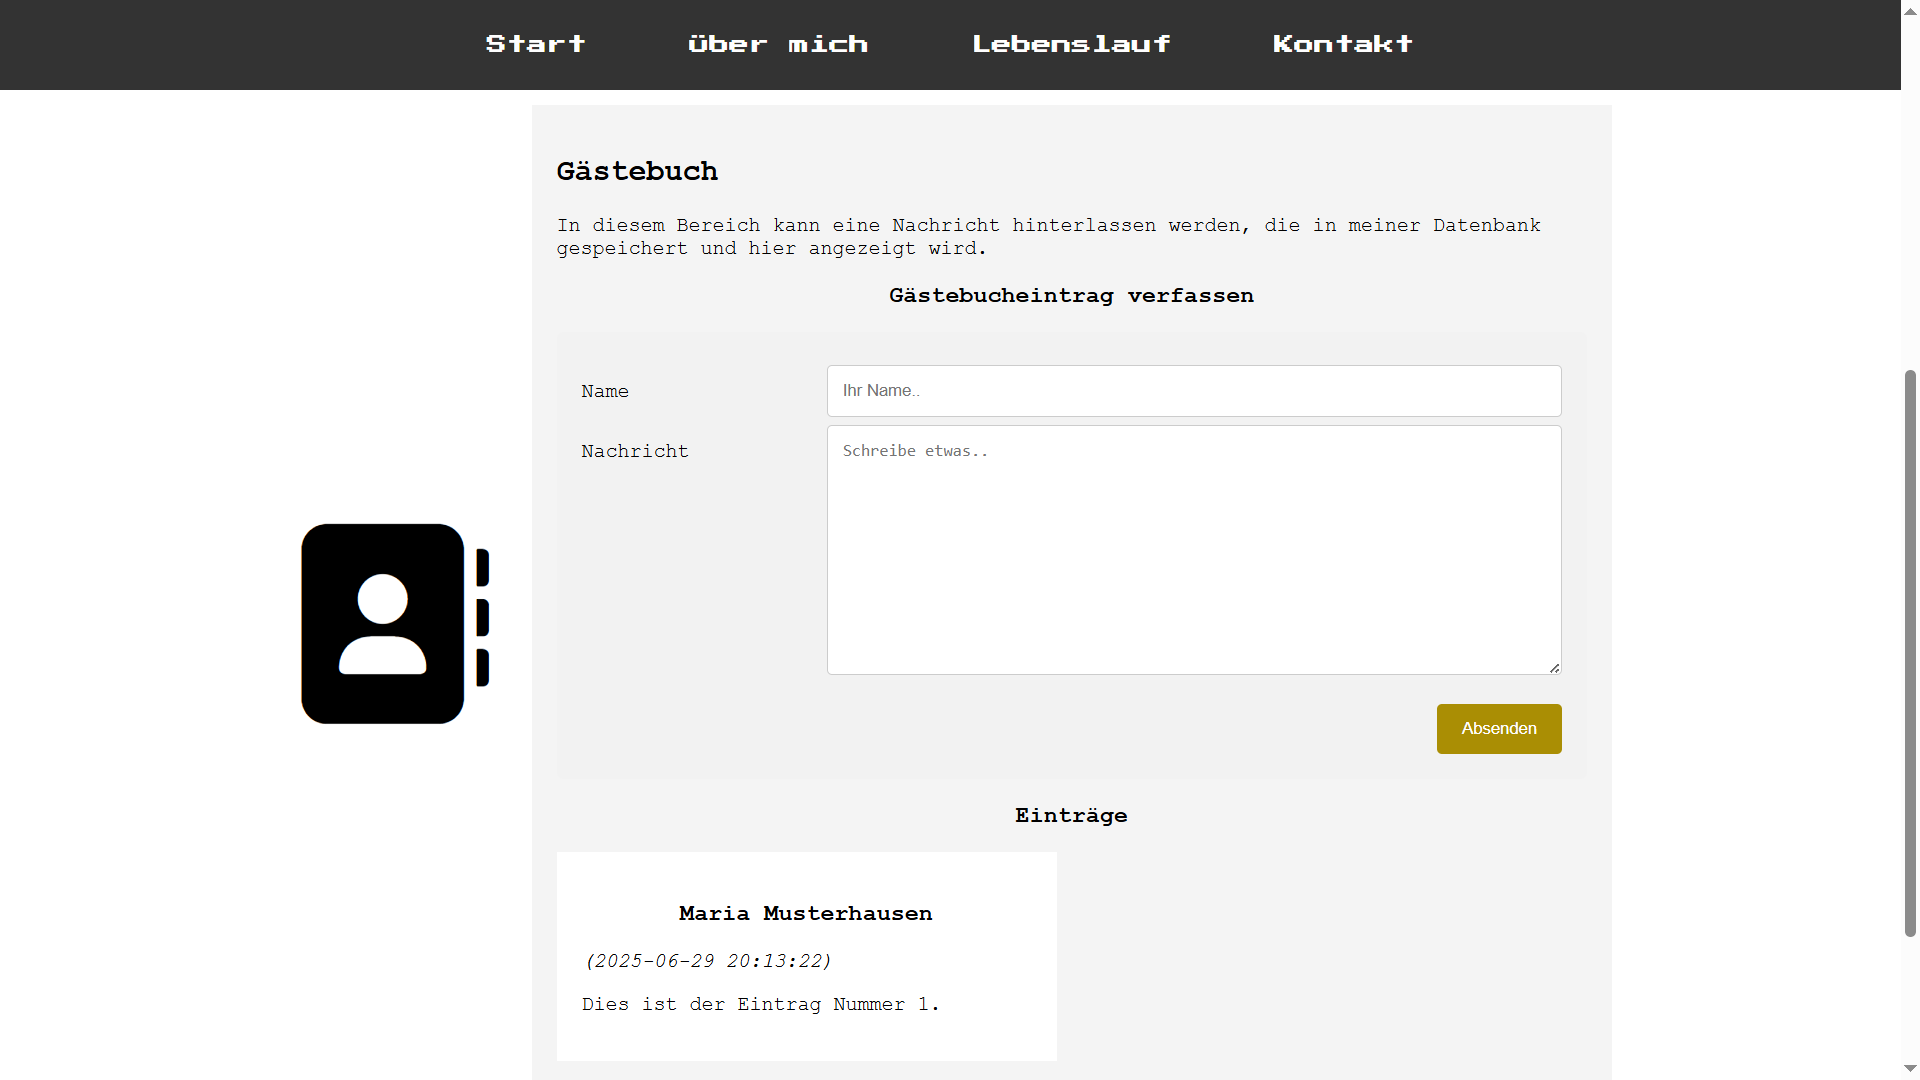 Start über mich Lebenslauf Kontakt
Gästebuch
In diesem Bereich kann eine Nachricht hinterlassen werden, die in meiner Datenbank
gespeichert und hier angezeigt wird.
Gästebucheintrag verfassen
Name
Ihr Name..
Nachricht
Schreibe etwas..
Absenden
Einträge
Maria Musterhausen
(2025-06-29 20:13:22)
Dies ist der Eintrag Nummer 1.